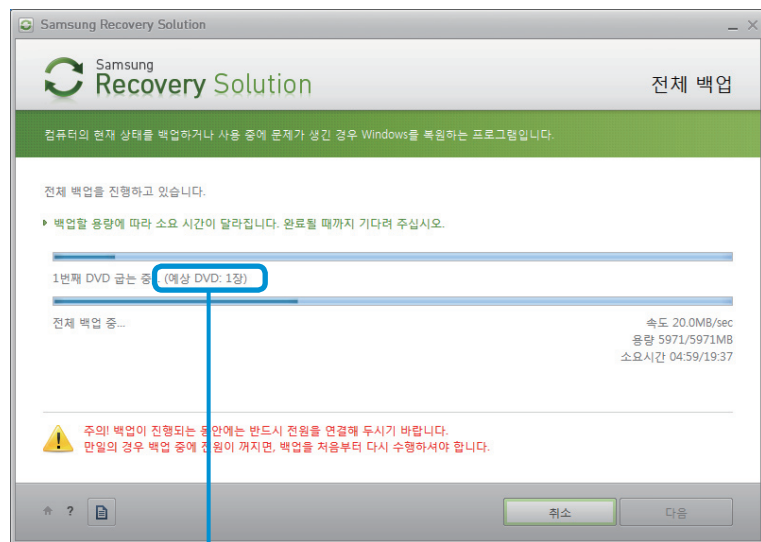 Samsung Recovery Solution
Samsung
Recovery Solution
전체 백업
컴퓨터의 현재 상태를 백업하거나 사용 중에 문제가 생긴 경우 Windows를 복원하는 프로그램입니다.
전체 백업을 진행하고 있습니다.
백업할 용량에 따라 소요 시간이 달라집니다. 완료될 때까지 기다려 주십시오.
1번째 DVD 굽는 중.. (예상 DVD: 1장)
전체 백업 중...
속도 20.0MB/sec
용량 5971/5971MB
소요시간 04:59/19:37
주의! 백업이 진행되는 동안에는 반드시 전원을 연결해 두시기 바랍니다.
만일의 경우 백업 중에 전원이 꺼지면, 백업을 처음부터 다시 수행하셔야 합니다.
?
취소
다음